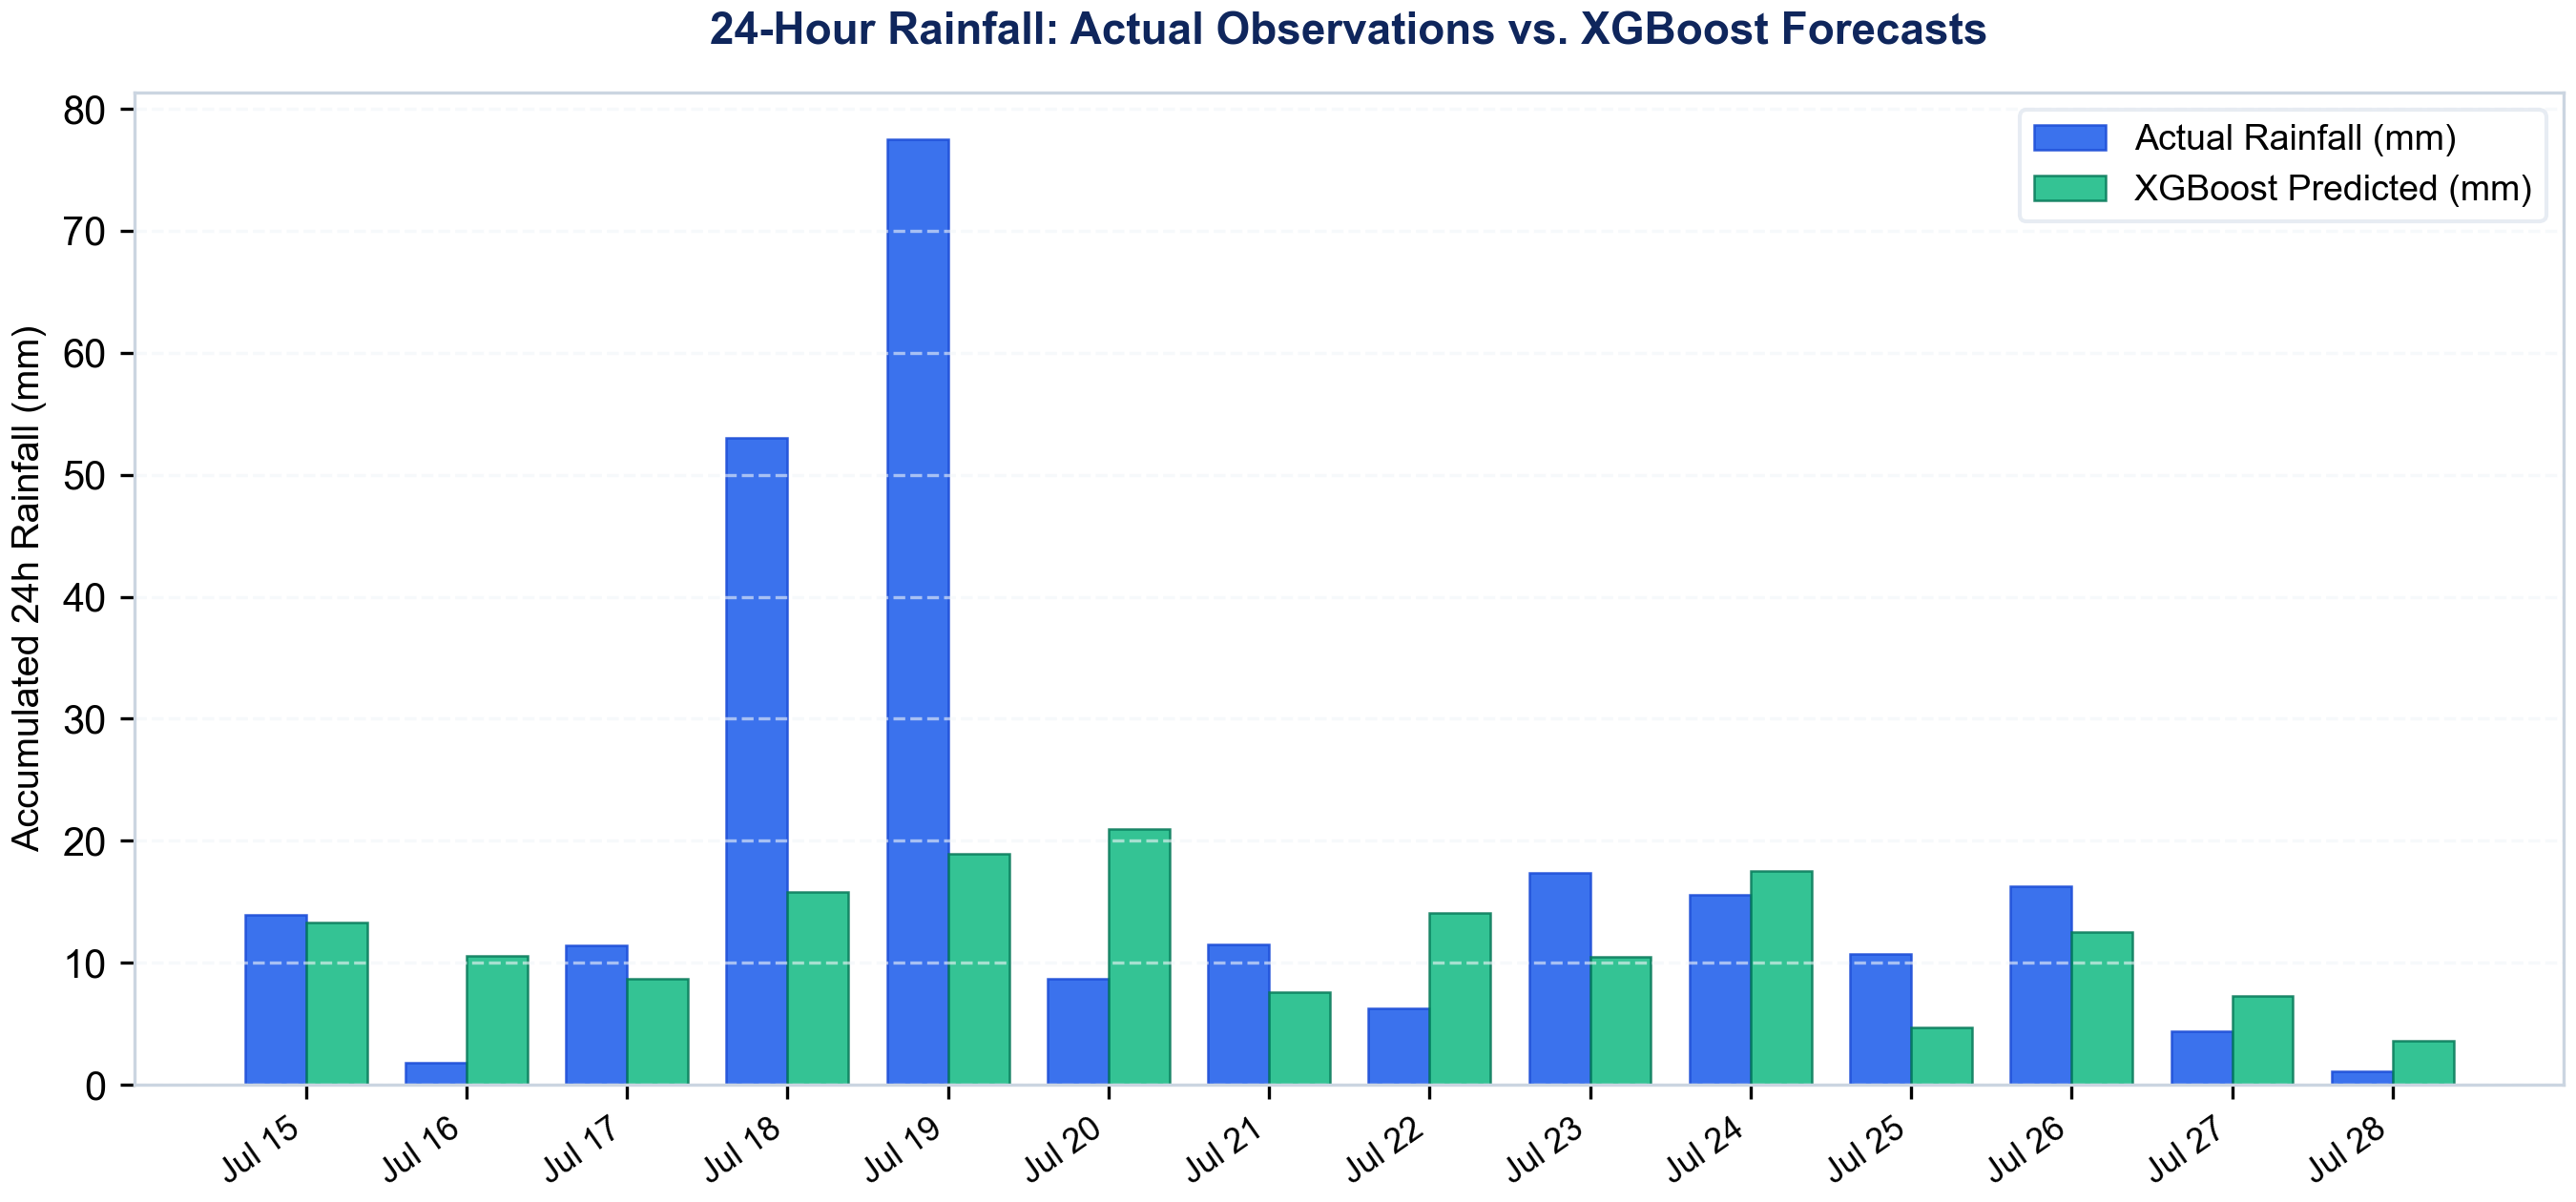 24-Hour Rainfall: Actual Observations vs. XGBoost Forecasts
Accumulated 24h Rainfall (mm)
80
70
60
50
40
30
20
10
0
Actual Rainfall (mm)
XGBoost Predicted (mm)
Jul 15
Jul 16
Jul 17
Jul 18
Jul 19
Jul 20
Jul 21
Jul 22
Jul 23
Jul 24
Jul 25
Jul 26
Jul 27
Jul 28